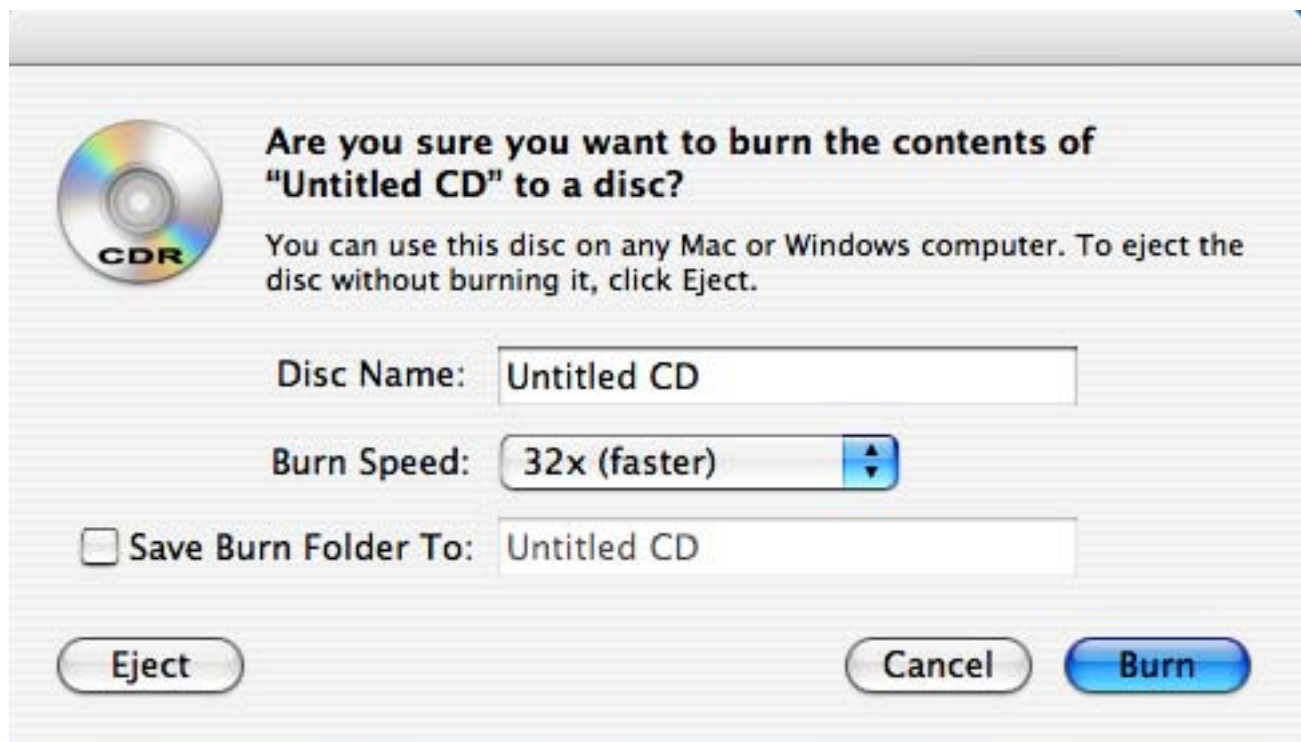 Are you sure you want to burn the contents of
“Untitled CD” to a disc?
You can use this disc on any Mac or Windows computer. To eject the
disc without burning it, click Eject.
CDR
Disc Name: Untitled CD
Burn Speed: 32x (faster)
Save Burn Folder To: Untitled CD
Eject Cancel Burn